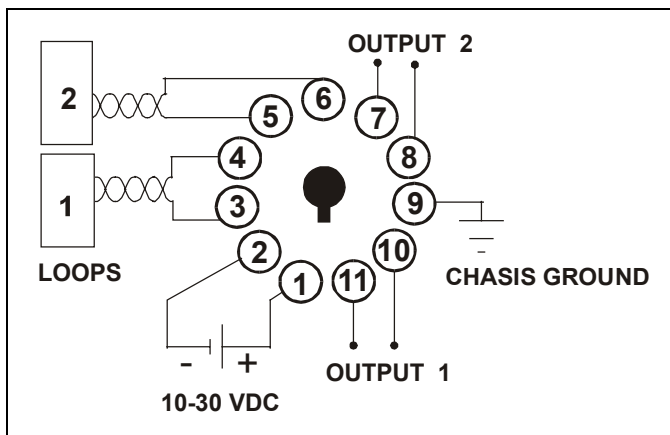 OUTPUT 2
2
6
5
7
4
8
1
3
9
2
10
LOOPS
1
11
CHASIS GROUND
- +
OUTPUT 1
10-30 VDC